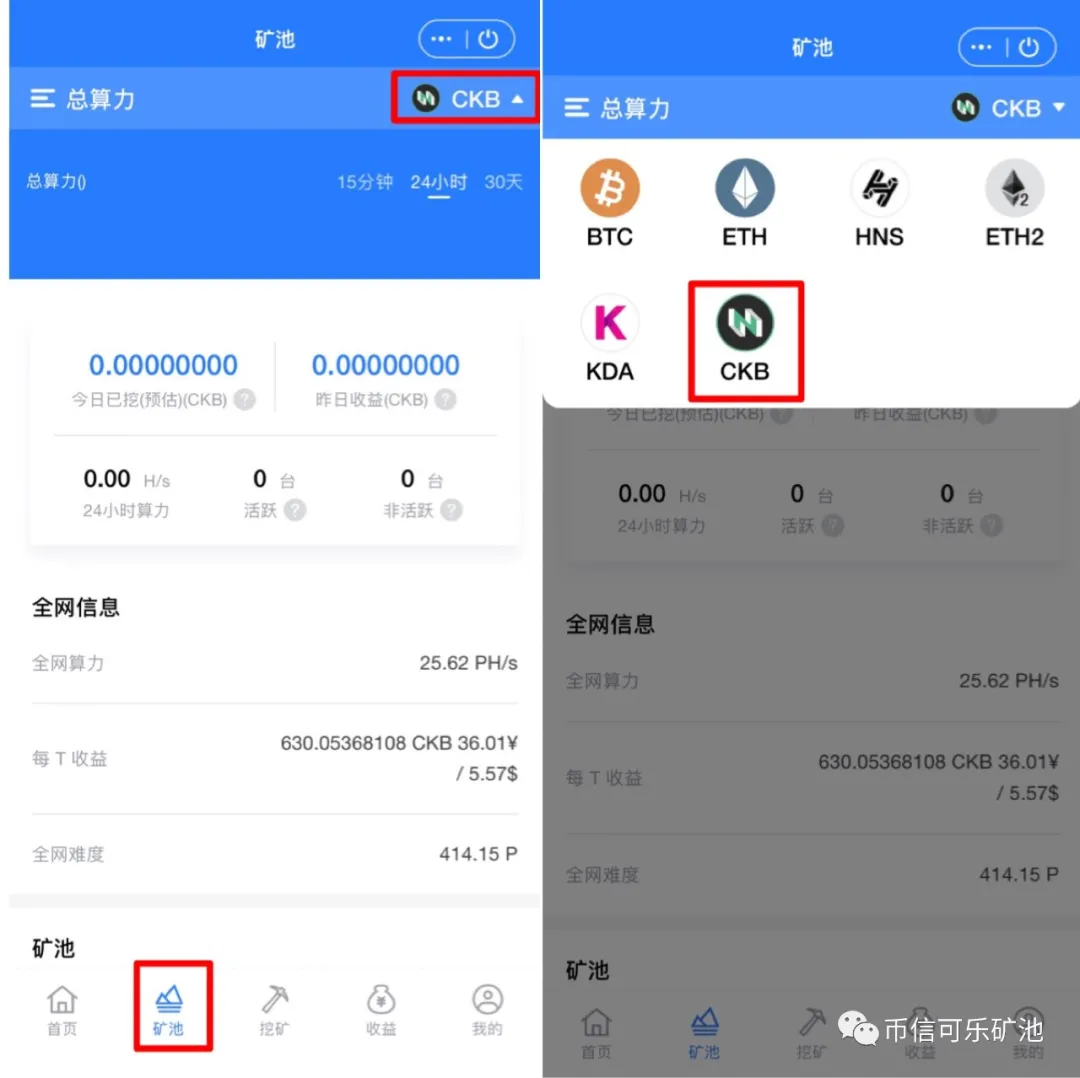 矿池
总算力
CKB
总算力()
15分钟 24小时 30天
0.00000000
今日已挖(预估)(CKB) ?
0.00000000
昨日收益(CKB) ?
0.00 H/s
24小时算力
0 台
活跃 ?
0 台
非活跃 ?
全网信息
全网算力
25.62 PH/s
每 T 收益
630.05368108 CKB 36.01¥
/ 5.57$
全网难度
414.15 P
矿池
首页
矿池
挖矿
收益
我的
矿池
总算力
CKB
BTC
ETH
HNS
ETH2
KDA
CKB
今日已挖(预估)(CKB) ?
昨日收益(CKB) ?
0.00 H/s
24小时算力
0 台
活跃 ?
0 台
非活跃 ?
全网信息
全网算力
25.62 PH/s
每 T 收益
630.05368108 CKB 36.01¥
/ 5.57$
全网难度
414.15 P
矿池
首页
矿池
挖矿
收益
我的
币信可乐矿池